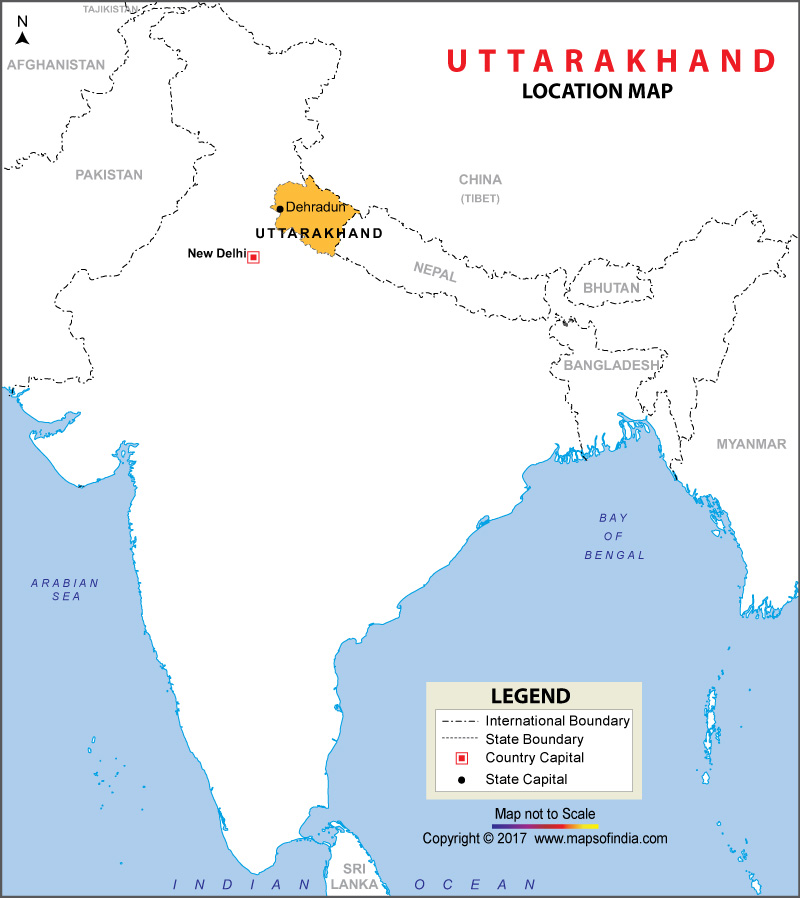 TAJIKISTAN
N
AFGHANISTAN
UTTARAKHAND
LOCATION MAP
PAKISTAN
CHINA
(TIBET)
Dehradun
UTTARAKHAND
New Delhi
NEPAL
BHUTAN
BANGLADESH
MYANMAR
BAY
OF
BENGAL
ARABIAN
SEA
LEGEND
International Boundary
State Boundary
Country Capital
State Capital
Map not to Scale
Copyright © 2017 www.mapsofindia.com
SRI
LANKA
INDIAN OCEAN